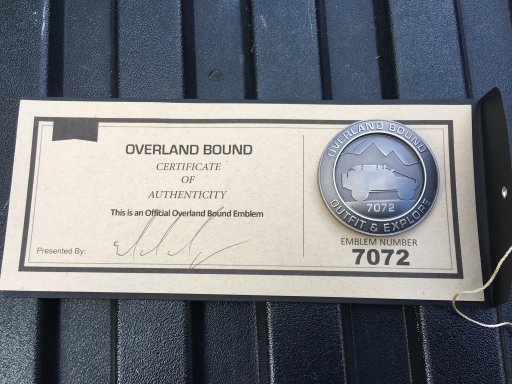 OVERLAND BOUND
CERTIFICATE
OF
AUTHENTICITY
This is an Official Overland Bound Emblem
Presented By:
OVERLAND BOUND
7072
OUTFIT & EXPLORE
EMBLEM NUMBER
7072